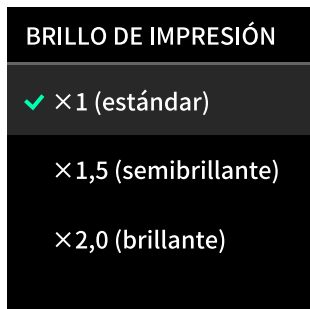 BRILLO DE IMPRESIÓN
×1 (estándar)
×1,5 (semibrillante)
×2,0 (brillante)